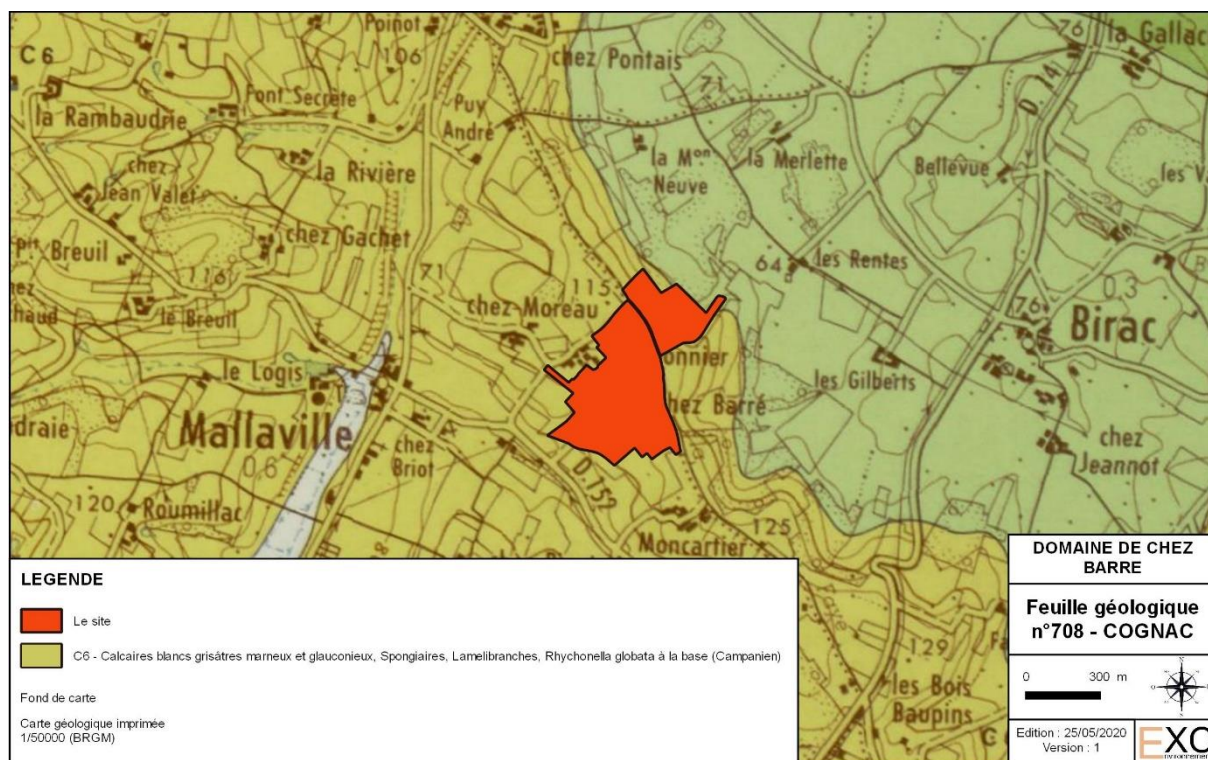 Poinot
76
la Gallac
C6
106
chez Pontais
Font Secrète
Puy
André
71
D. 14
la Rambaudrie
la Mon
Neuve
la Merlette
Bellevue
les V
chez
Jean Valet
la Rivière
pit Breuil
chez Gachet
116
71
115
64
les Rentes
chez-Moreau
le Breuil
76
0,3
Birac
le Logis
onnier
les Gilberts
hez Barré
Mallaville
chez
Briot
chez
Jeannot
0,6
D.159
120
Roumillac
Moncartier
125
129
les Bois
Baupins
LEGENDE
Le site
C6 - Calcaires blancs grisâtres marneux et glauconieux, Spongiaires, Lamelibranches, Rhychonella globata à la base (Campanien)
Fond de carte
Carte géologique imprimée
1/50000 (BRGM)
DOMAINE DE CHEZ
BARRE
Feuille géologique
n°708 - COGNAC
0 300 m
Edition : 25/05/2020
Version : 1
EXO
nvironnement